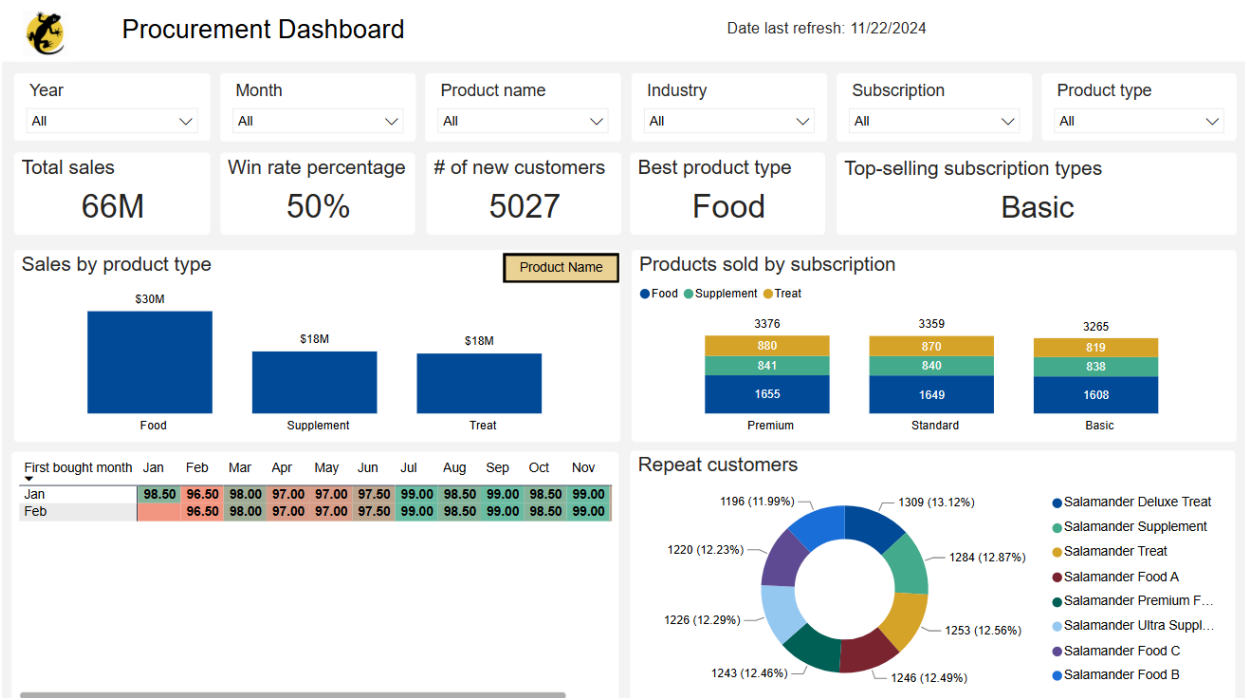 Procurement Dashboard
Date last refresh: 11/22/2024
Year
All
Month
All
Product name
All
Industry
All
Subscription
All
Product type
All
Total sales
66M
Win rate percentage
50%
# of new customers
5027
Best product type
Food
Top-selling subscription types
Basic
Sales by product type
Product Name
$30M
$18M
$18M
Food Supplement Treat
Products sold by subscription
Food Supplement Treat
3376 3359 3265
880 870 819
841 840 838
1655 1649 1608
Premium Standard Basic
First bought month Jan Feb Mar Apr May Jun Jul Aug Sep Oct Nov
Jan 98.50 96.50 98.00 97.00 97.00 97.50 99.00 98.50 99.00 98.50 99.00
Feb 96.50 98.00 97.00 97.00 97.50 99.00 98.50 99.00 98.50 99.00
Repeat customers
1196 (11.99%)
1309 (13.12%)
1220 (12.23%)
1284 (12.87%)
1226 (12.29%)
1253 (12.56%)
1243 (12.46%)
1246 (12.49%)
Salamander Deluxe Treat
Salamander Supplement
Salamander Treat
Salamander Food A
Salamander Premium F...
Salamander Ultra Suppl...
Salamander Food C
Salamander Food B